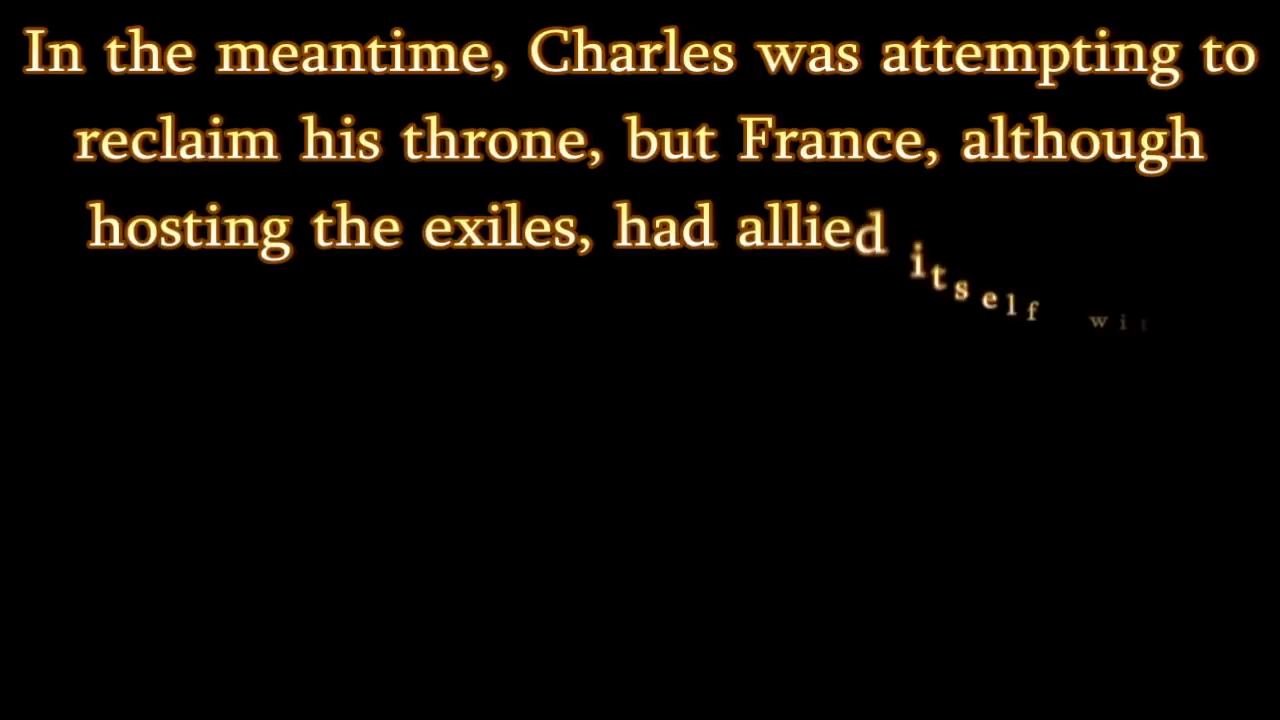 In the meantime, Charles was attempting to
reclaim his throne, but France, although
hosting the exiles, had allied itself